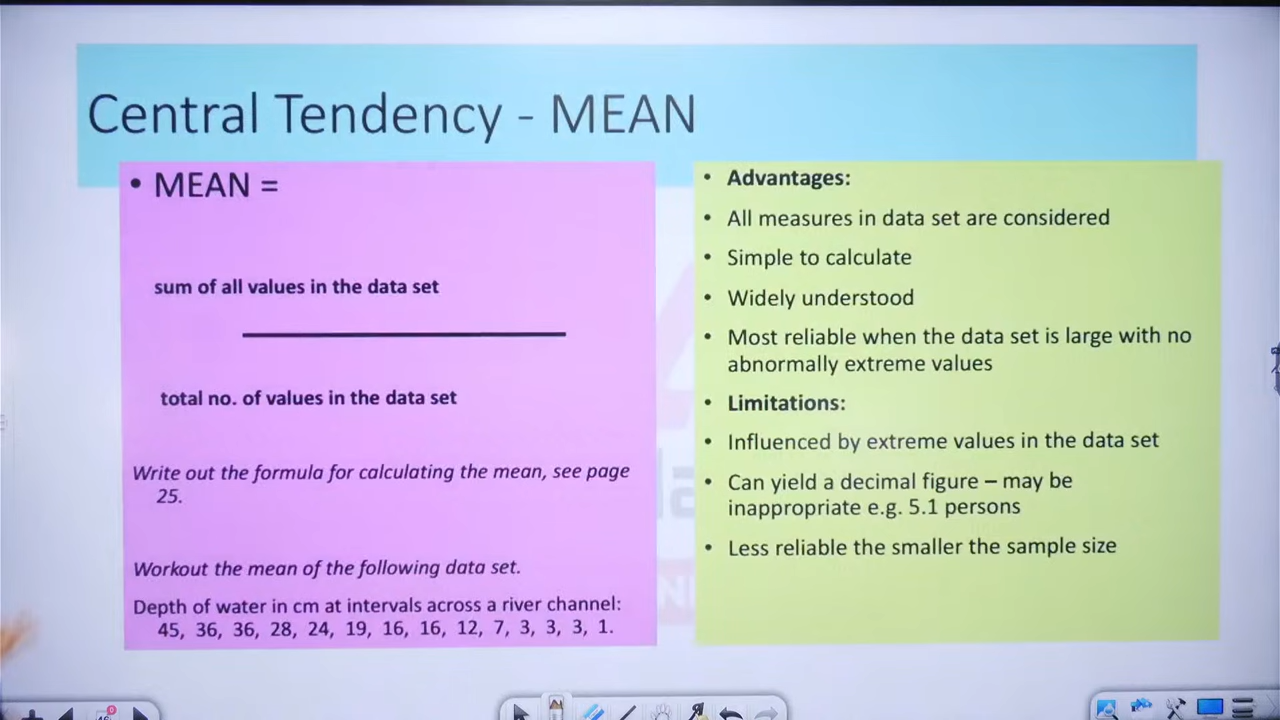 Central Tendency - MEAN
• MEAN =
sum of all values in the data set
total no. of values in the data set
Write out the formula for calculating the mean, see page
25.
Workout the mean of the following data set.
Depth of water in cm at intervals across a river channel:
45, 36, 36, 28, 24, 19, 16, 16, 12, 7, 3, 3, 3, 1.
• Advantages:
• All measures in data set are considered
• Simple to calculate
• Widely understood
• Most reliable when the data set is large with no
abnormally extreme values
• Limitations:
• Influenced by extreme values in the data set
• Can yield a decimal figure – may be
inappropriate e.g. 5.1 persons
• Less reliable the smaller the sample size